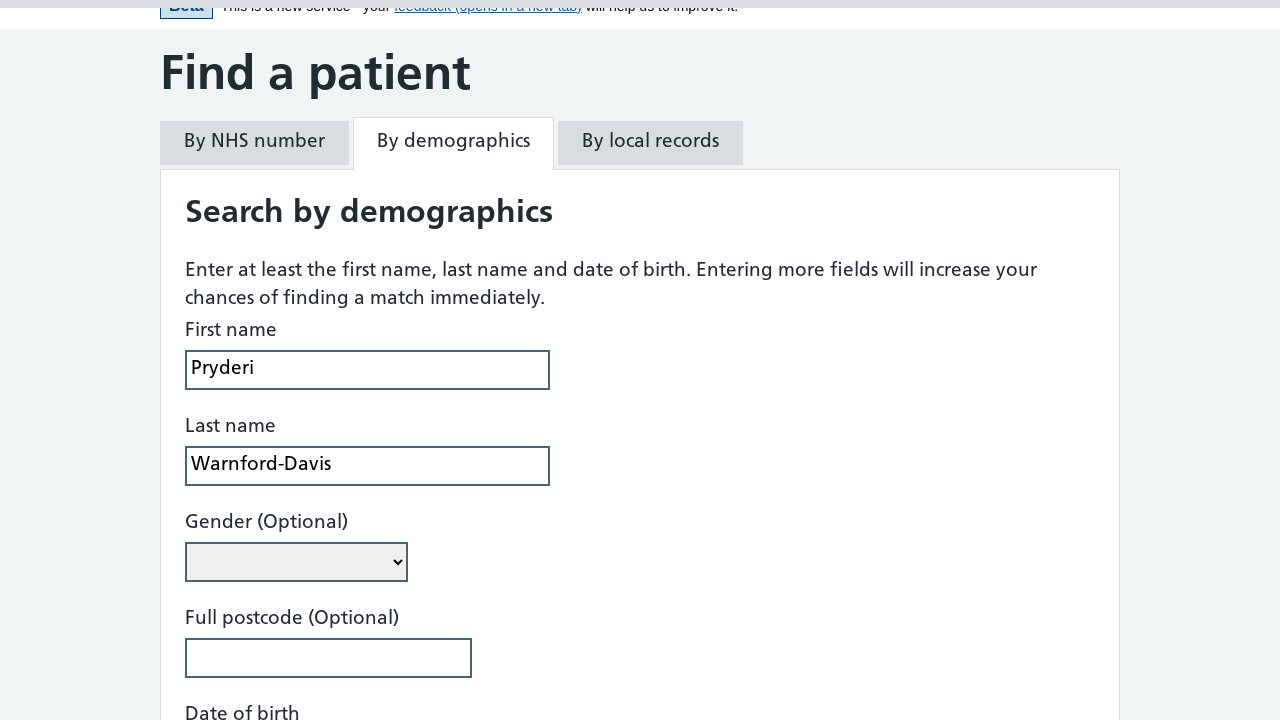 Beta This is a new service - your feedback (opens in a new tab) will help us to improve it.
Find a patient
By NHS number By demographics By local records
Search by demographics
Enter at least the first name, last name and date of birth. Entering more fields will increase your
chances of finding a match immediately.
First name
Pryderi
Last name
Warnford-Davis
Gender (Optional)
Full postcode (Optional)
Date of birth